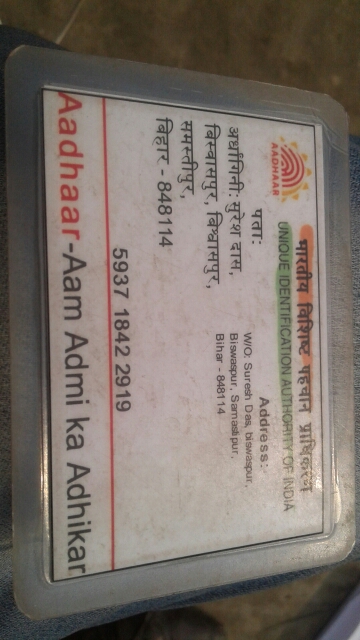 भारतीय विशिष्ट पहचान प्राधिकरण
UNIQUE IDENTIFICATION AUTHORITY OF INDIA
AADHAAR
पता:
अर्धांगिनी: सुरेश दास,
बिस्वासपुर, बिश्वासपुर,
समस्तीपुर,
बिहार - 848114
Address:-
W/O: Suresh Das, biswaspur,
Biswaspur, Samastipur,
Bihar - 848114
5937 1842 2919
Aadhaar-Aam Admi ka Adhikar